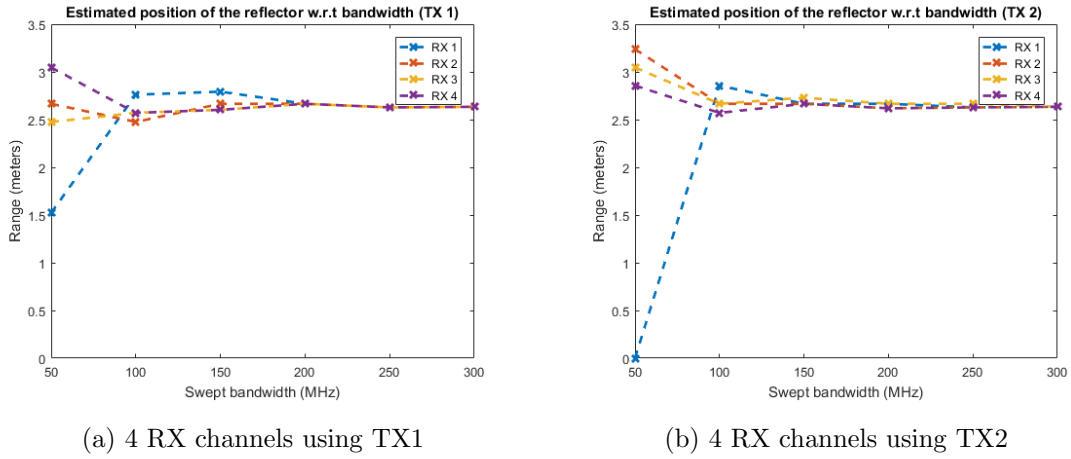 Estimated position of the reflector w.r.t bandwidth (TX 1)
3.5
3
2.5
2
1.5
1
0.5
0
Range (meters)
RX 1
RX 2
RX 3
RX 4
50
100
150
200
250
300
Swept bandwidth (MHz)
(a) 4 RX channels using TX1
Estimated position of the reflector w.r.t bandwidth (TX 2)
3.5
3
2.5
2
1.5
1
0.5
0
Range (meters)
RX 1
RX 2
RX 3
RX 4
50
100
150
200
250
300
Swept bandwidth (MHz)
(b) 4 RX channels using TX2